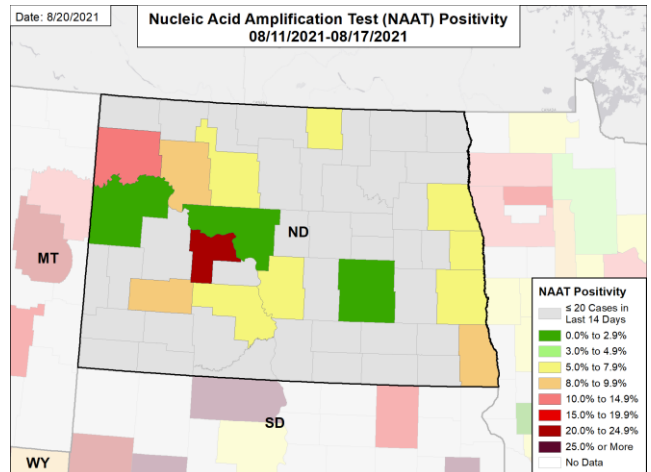 Date: 8/20/2021
Nucleic Acid Amplification Test (NAAT) Positivity
08/11/2021-08/17/2021
ND
MT
SD
WY
NAAT Positivity
≤ 20 Cases in
Last 14 Days
0.0% to 2.9%
3.0% to 4.9%
5.0% to 7.9%
8.0% to 9.9%
10.0% to 14.9%
15.0% to 19.9%
20.0% to 24.9%
25.0% or More
No Data